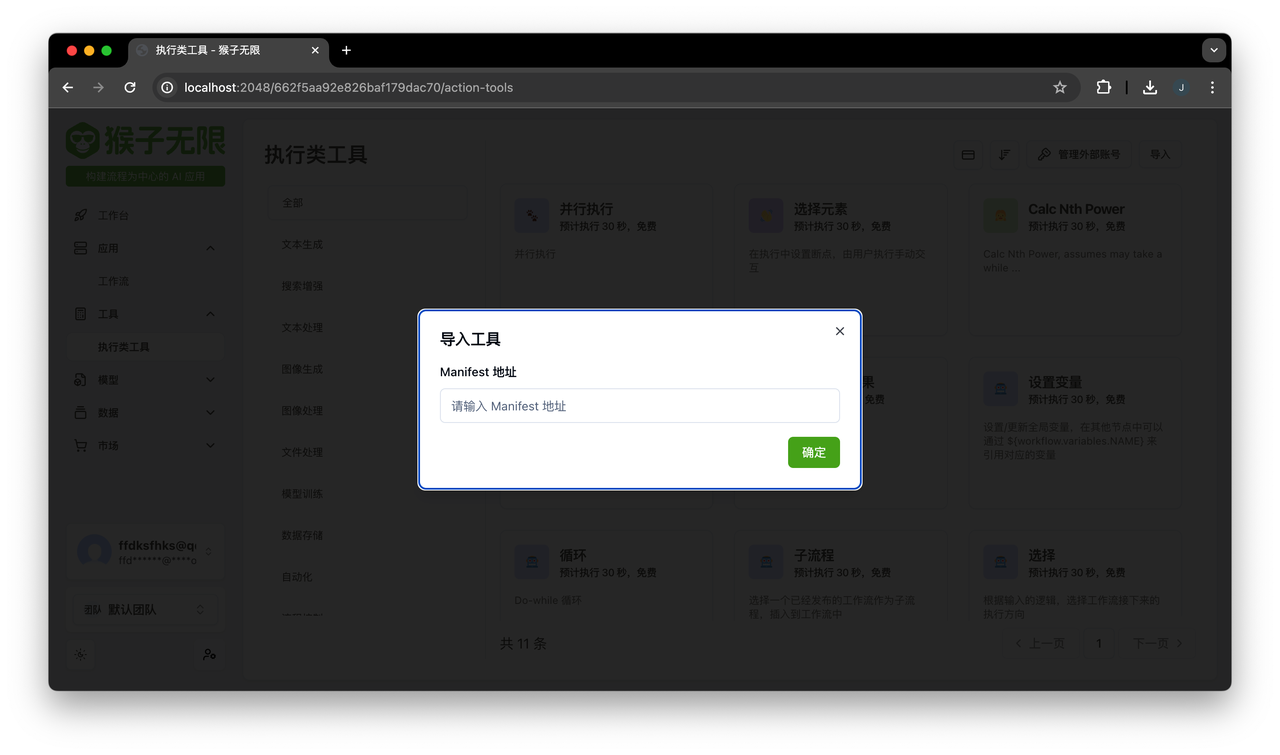 执行类工具 - 猴子无限
localhost:2048/662f5aa92e826baf179dac70/action-tools
J
猴子无限
构建流程为中心的 AI 应用
工作台
应用
工作流
工具
执行类工具
模型
数据
市场
ffdksfhks@q
ffd******@****o
团队 默认团队
执行类工具
管理外部账号
导入
全部
文本生成
搜索增强
文本处理
图像生成
图像处理
文件处理
模型训练
数据存储
自动化
并行执行
预计执行 30 秒，免费
并行执行
选择元素
预计执行 30 秒，免费
在执行中设置断点，由用户执行手动交
互
Calc Nth Power
预计执行 30 秒，免费
Calc Nth Power, assumes may take a
while ...
导入工具
Manifest 地址
请输入 Manifest 地址
确定
果
免费
设置变量
预计执行 30 秒，免费
设置/更新全局变量，在其他节点中可以
通过 ${workflow.variables.NAME} 来
引用对应的变量
循环
预计执行 30 秒，免费
Do-while 循环
子流程
预计执行 30 秒，免费
选择一个已经发布的工作流作为子流
程，插入到工作流中
选择
预计执行 30 秒，免费
根据输入的逻辑，选择工作流接下来的
执行方向
共 11 条
上一页
1
下一页